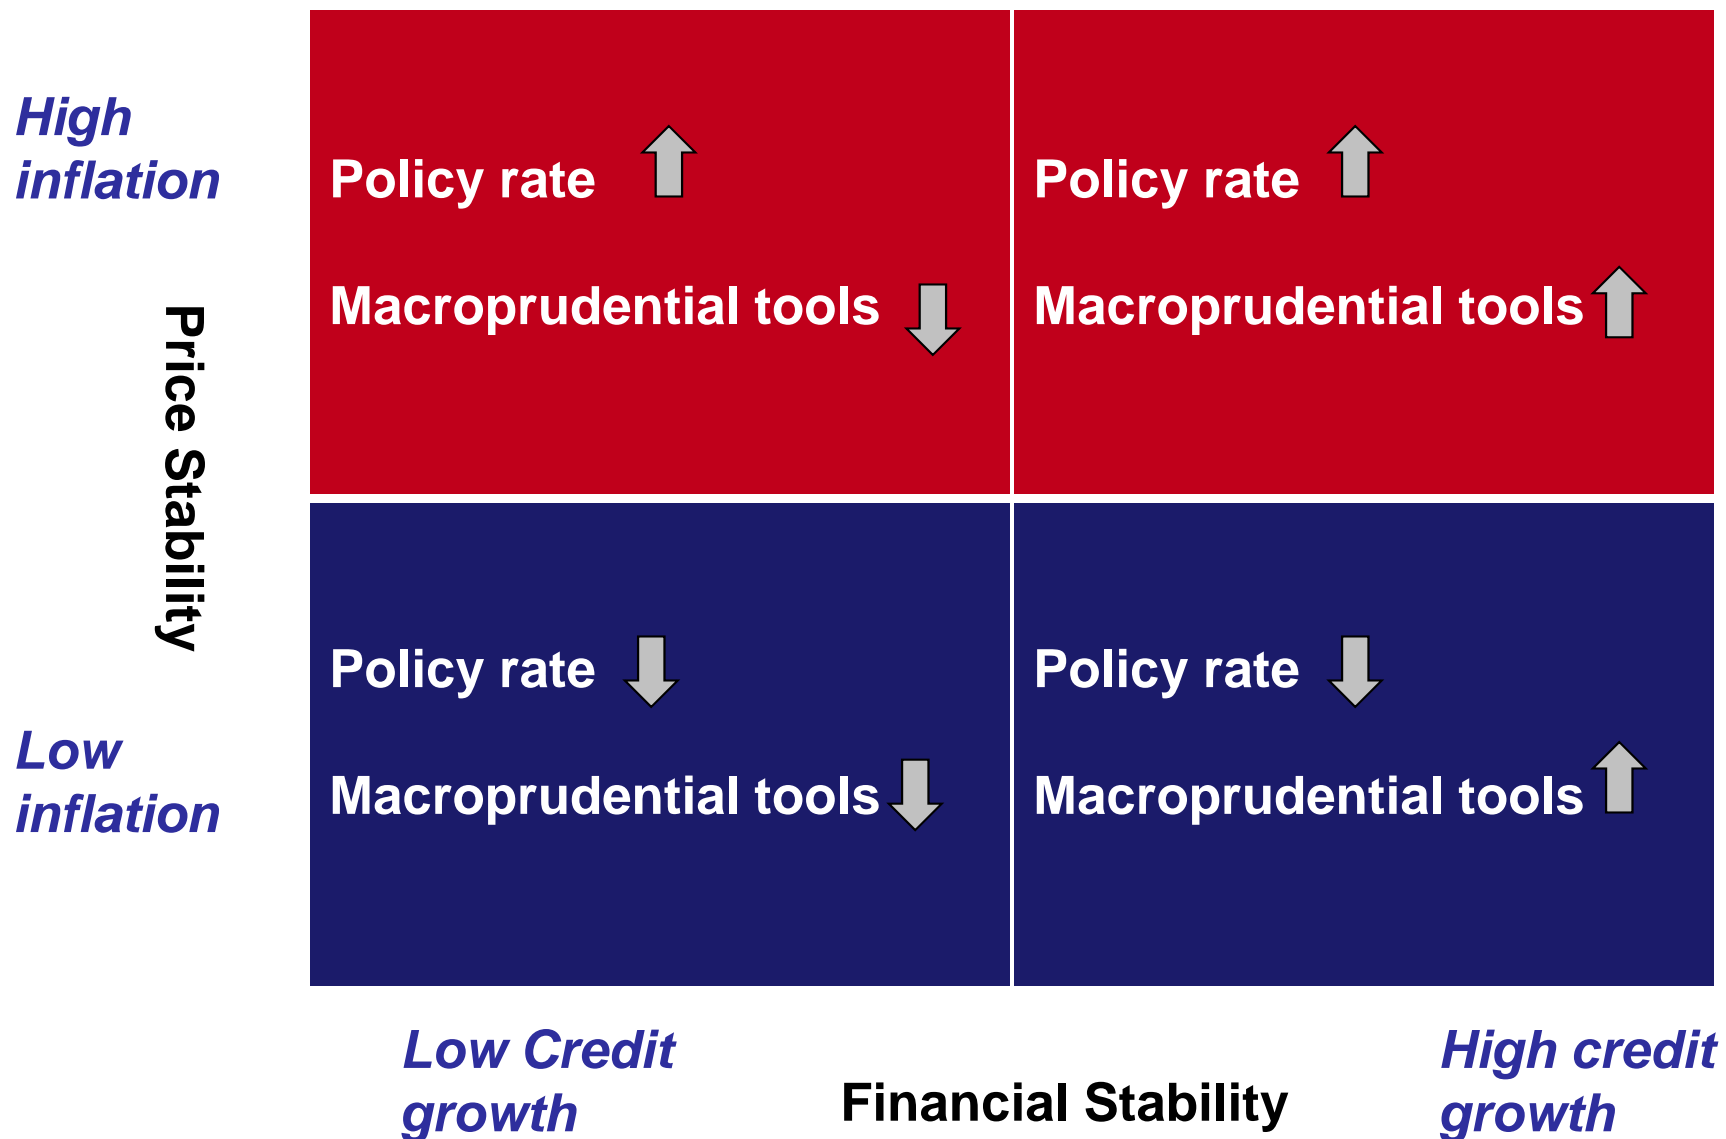 High
inflation
Policy rate
Policy rate
Macroprudential tools
Macroprudential tools
Price Stability
Policy rate
Policy rate
Low
inflation
Macroprudential tools
Macroprudential tools
Low Credit
growth
Financial Stability
High credit
growth